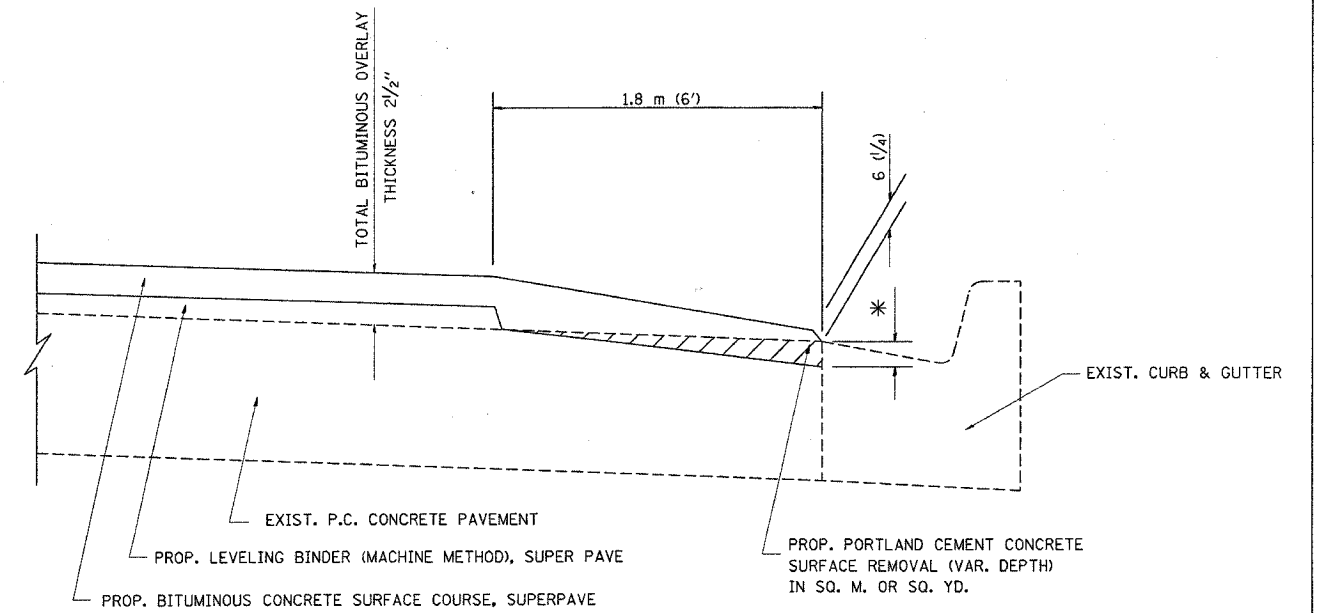 TOTAL BITUMINOUS OVERLAY
THICKNESS 2 1/2"
1.8 m (6')
6 (1/4)
*
EXIST. CURB & GUTTER
EXIST. P.C. CONCRETE PAVEMENT
PROP. LEVELING BINDER (MACHINE METHOD), SUPER PAVE
PROP. BITUMINOUS CONCRETE SURFACE COURSE, SUPERPAVE
PROP. PORTLAND CEMENT CONCRETE
SURFACE REMOVAL (VAR. DEPTH)
IN SQ. M. OR SQ. YD.